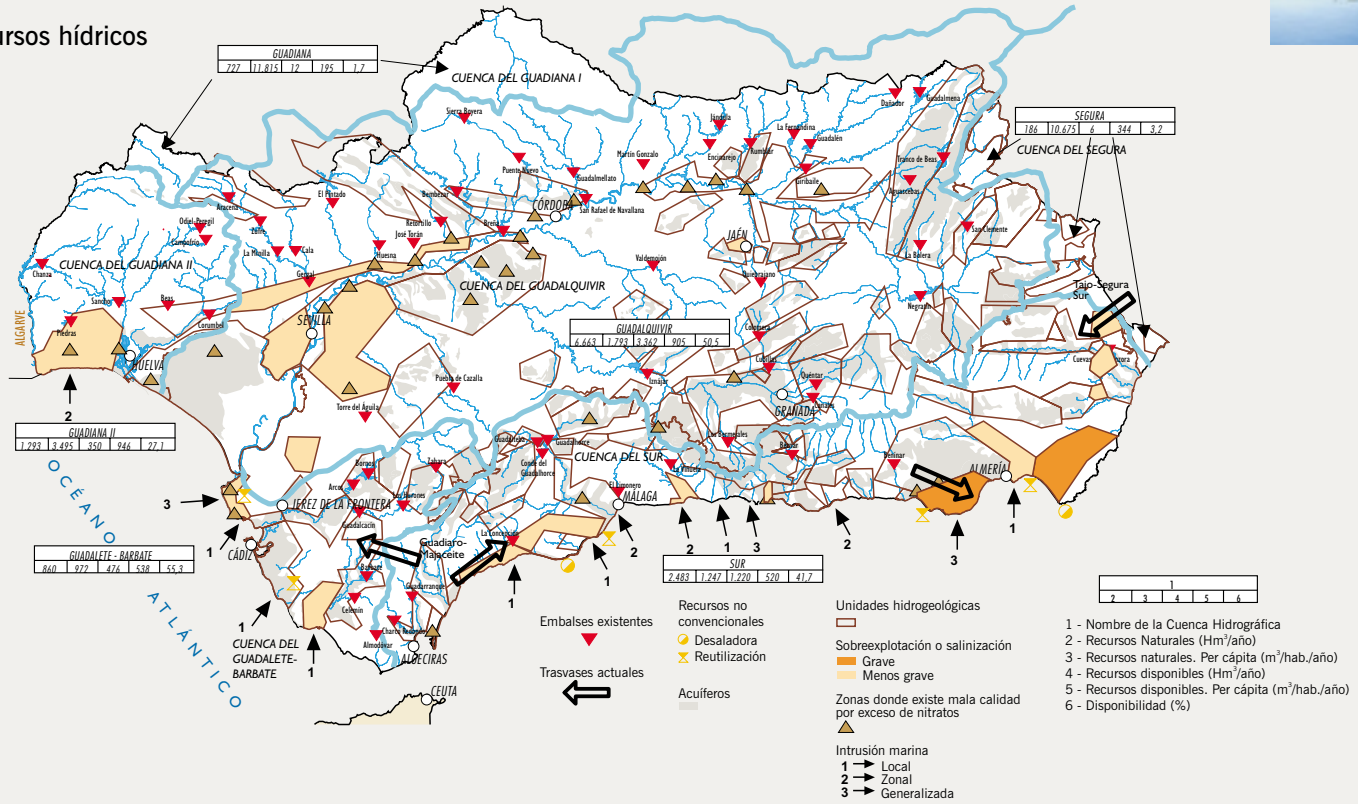 ursos hídricos
GUADIANA
727 11.815 12 195 1,7
CUENCA DEL GUADIANA I
Sierra Boyera
Dañador
Guadalmena
SEGURA
186 10.675 6 344 3,2
CUENCA DEL SEGURA
Jándula
La Fernandina
Encinarejo
Rumblar
Guadalén
Martín Gonzalo
Puente Nuevo
Guadalmellato
Giribaile
Tranco de Beas
Aguascebas
El Pintado
Bembézar
Aracena
CÓRDOBA
San Rafael de Navallana
Odiel-Peregil
Zufre
Retortillo
Breña
San Clemente
Campofrío
José Torán
JAÉN
La Minilla
Cala
Huesna
La Bolera
CUENCA DEL GUADIANA II
Chanza
Gergal
Valdemojón
Quiebrajano
CUENCA DEL GUADALQUIVIR
Tajo-Segura
Sur
Sancho
Beas
Negratín
Corumbel
SEVILLA
GUADALQUIVIR
6.663 1.793 3.362 905 50,5
Piedras
ALGARVE
Colomera
HUELVA
Cubillas
Cuevas
Iznájar
Quéntar
Puebla de Cazalla
Canales
GRANADA
2
Torre del Águila
GUADIANA II
1.293 3.495 350 946 27,1
Guadalteba
Guadalhorce
Los Bermejales
CUENCA DEL SUR
Conde del
Guadalhorce
Béznar
Bornos
Zahara
La Viñuela
Benínar
ALMERÍA
Arcos
El Limonero
MÁLAGA
Los Hurones
3
JEREZ DE LA FRONTERA
Guadalcacín
1
CÁDIZ
Guadiaro-
Majaceite
La Concepción
1
2
2
1
3
2
3
1
GUADALETE - BARBATE
860 972 476 538 55,3
SUR
2.483 1.247 1.220 520 41,7
Barbate
1
Guadarranque
Celemín
1
Charco Redondo
Almodóvar
ALGECIRAS
1
CUENCA DEL
GUADALETE-
BARBATE
CEUTA
OCÉANO ATLÁNTICO
Embalses existentes
Trasvases actuales
Recursos no
convencionales
Desaladora
Reutilización
Acuíferos
Unidades hidrogeológicas
Sobreexplotación o salinización
Grave
Menos grave
Zonas donde existe mala calidad
por exceso de nitratos
Intrusión marina
1 Local
2 Zonal
3 Generalizada
1
2 3 4 5 6
1 - Nombre de la Cuenca Hidrográfica
2 - Recursos Naturales (Hm³/año)
3 - Recursos naturales. Per cápita (m³/hab./año)
4 - Recursos disponibles (Hm³/año)
5 - Recursos disponibles. Per cápita (m³/hab./año)
6 - Disponibilidad (%)